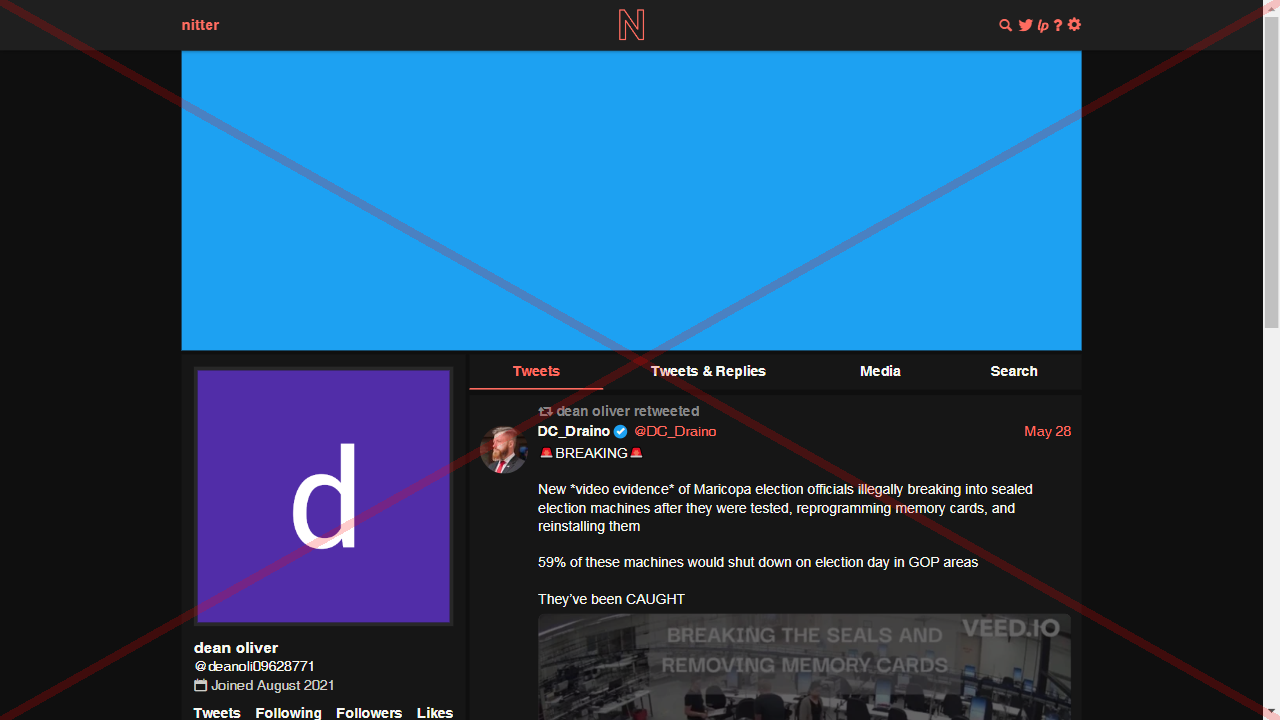 nitter
N
lp ?
Tweets Tweets & Replies Media Search
d
dean oliver
@deanoli09628771
Joined August 2021
Tweets Following Followers Likes
dean oliver retweeted
DC_Draino @DC_Draino May 28
🚨BREAKING🚨
New *video evidence* of Maricopa election officials illegally breaking into sealed
election machines after they were tested, reprogramming memory cards, and
reinstalling them
59% of these machines would shut down on election day in GOP areas
They’ve been CAUGHT
BREAKING THE SEALS AND
REMOVING MEMORY CARDS
VEED.IO